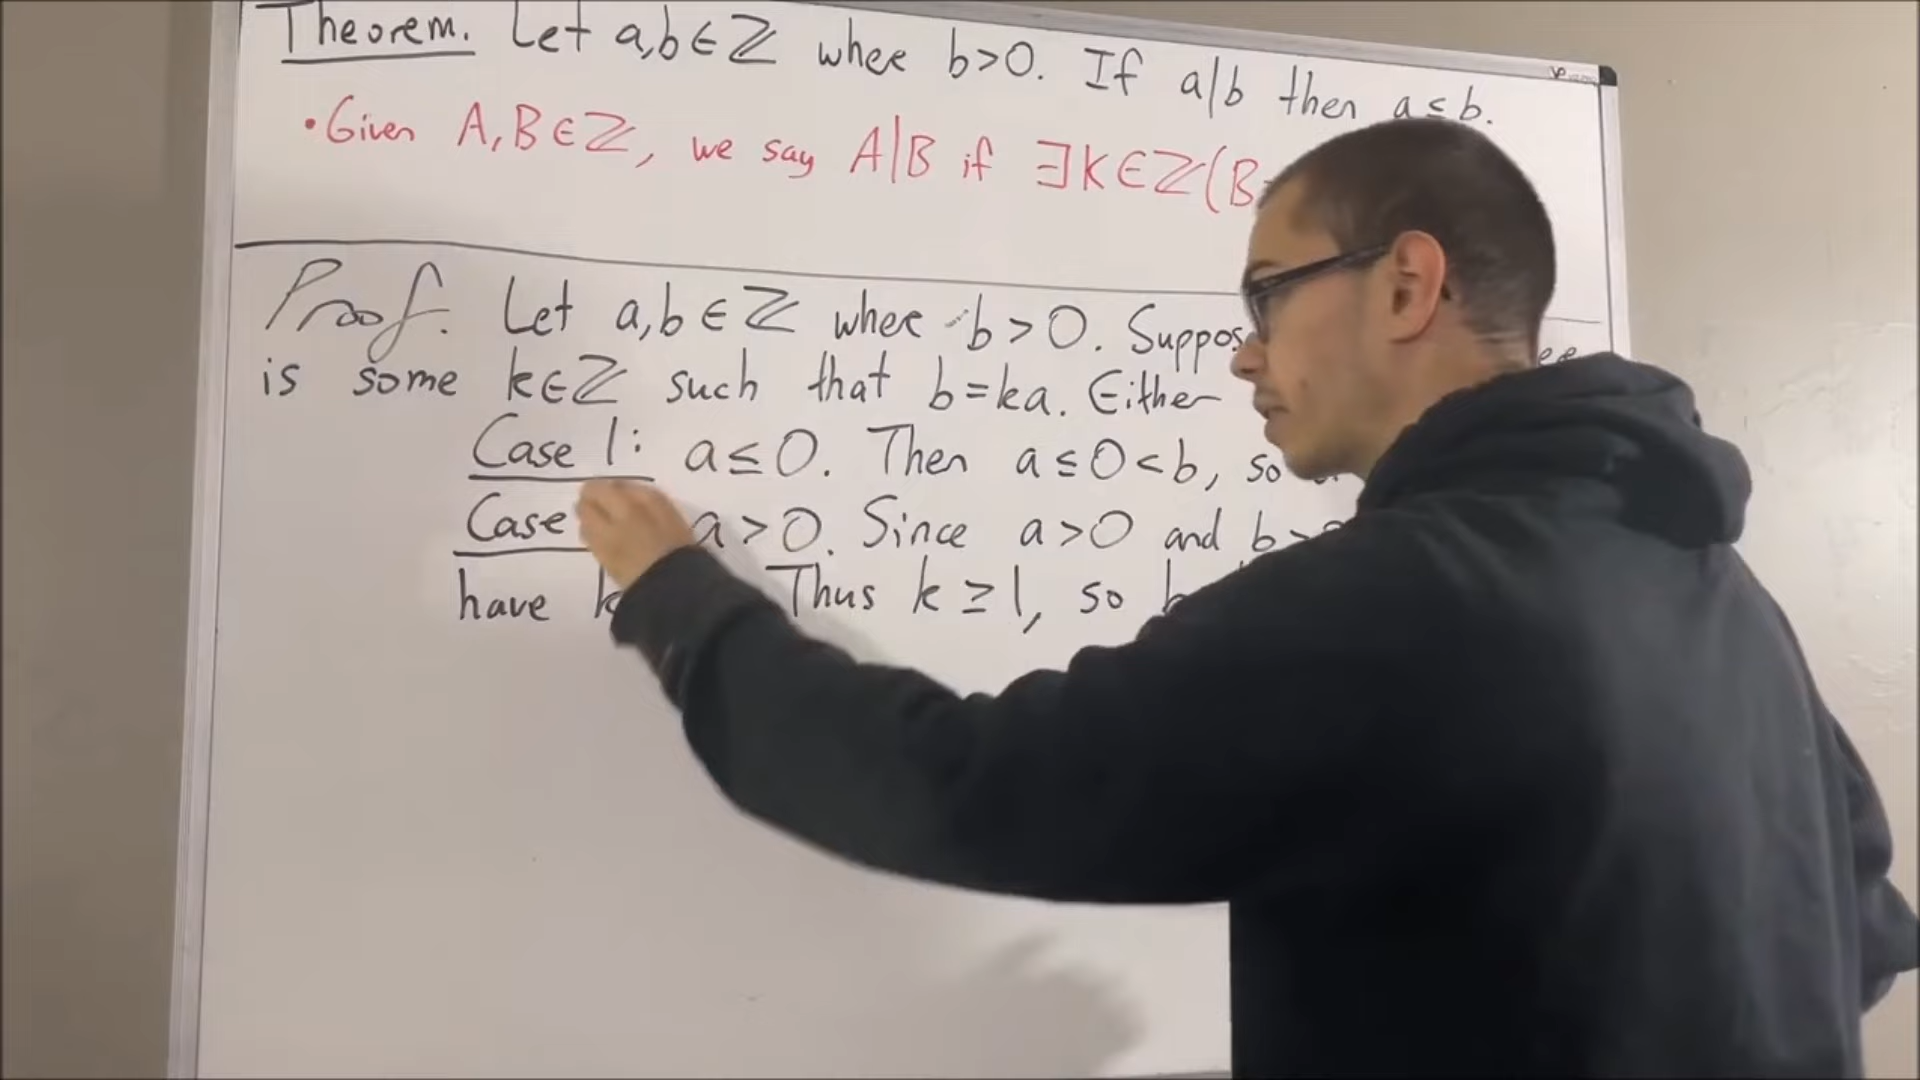 Theorem. Let a,b∈ℤ where b>0. If a|b then a≤b.
•Given A,B∈ℤ, we say A|B if ∃k∈ℤ(B
Proof. Let a,b∈ℤ where b>0.
is some k∈ℤ such that b=ka. Either
Case 1: a≤0. Then a≤0<b, so
Case a>0. Since a>0 and b>
have k Thus k≥1, so b